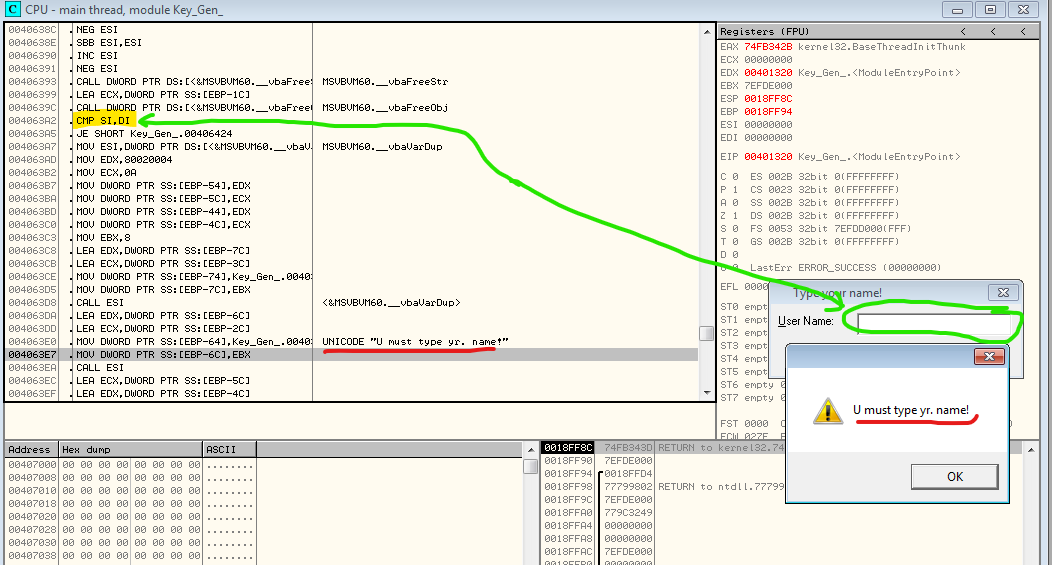 C CPU - main thread, module Key_Gen_
0040638C . NEG ESI
0040638E . SBB ESI,ESI
00406390 . INC ESI
00406391 . NEG ESI
00406393 . CALL DWORD PTR DS:[<&MSVBVM60.__vbaFreeS MSVBVM60.__vbaFreeStr
00406399 . LEA ECX,DWORD PTR SS:[EBP-1C]
0040639C . CALL DWORD PTR DS:[<&MSVBVM60.__vbaFreeO MSVBVM60.__vbaFreeObj
004063A2 . CMP SI,DI
004063A5 . JE SHORT Key_Gen_.00406424
004063A7 . MOV ESI,DWORD PTR DS:[<&MSVBVM60.__vbaV MSVBVM60.__vbaVarDup
004063AD . MOV EDX,80020004
004063B2 . MOV ECX,0A
004063B7 . MOV DWORD PTR SS:[EBP-54],EDX
004063BA . MOV DWORD PTR SS:[EBP-5C],ECX
004063BD . MOV DWORD PTR SS:[EBP-44],EDX
004063C0 . MOV DWORD PTR SS:[EBP-4C],ECX
004063C3 . MOV EBX,8
004063C8 . LEA EDX,DWORD PTR SS:[EBP-7C]
004063CB . LEA ECX,DWORD PTR SS:[EBP-3C]
004063CE . MOV DWORD PTR SS:[EBP-74],Key_Gen_.0040
004063D5 . MOV DWORD PTR SS:[EBP-7C],EBX
004063D8 . CALL ESI <&MSVBVM60.__vbaVarDup>
004063DA . LEA EDX,DWORD PTR SS:[EBP-6C]
004063DD . LEA ECX,DWORD PTR SS:[EBP-2C]
004063E0 . MOV DWORD PTR SS:[EBP-64],Key_Gen_.0040 UNICODE "U must type yr. name!"
004063E7 . MOV DWORD PTR SS:[EBP-6C],EBX
004063EA . CALL ESI
004063EC . LEA ECX,DWORD PTR SS:[EBP-5C]
004063EF . LEA EDX,DWORD PTR SS:[EBP-4C]
Registers (FPU) < < <
EAX 74FB342B kernel32.BaseThreadInitThunk
ECX 00000000
EDX 00401320 Key_Gen_.<ModuleEntryPoint>
EBX 7EFDE000
ESP 0018FF8C
EBP 0018FF94
ESI 00000000
EDI 00000000
EIP 00401320 Key_Gen_.<ModuleEntryPoint>
C 0 ES 002B 32bit 0(FFFFFFFF)
P 1 CS 0023 32bit 0(FFFFFFFF)
A 0 SS 002B 32bit 0(FFFFFFFF)
Z 1 DS 002B 32bit 0(FFFFFFFF)
S 0 FS 0053 32bit 7EFDD000(FFF)
T 0 GS 002B 32bit 0(FFFFFFFF)
D 0
O 0 LastErr ERROR_SUCCESS (00000000)
EFL 0000
ST0 empt
ST1 empt
ST2 empt
ST3 empt
ST4 empt
ST5 empt
ST6 empty
ST7 empty
FST 0000
FCW 027F
Type your name!
User Name:
U must type yr. name!
OK
Address Hex dump ASCII
00407000 00 00 00 00 00 00 00 00 ........
00407008 00 00 00 00 00 00 00 00 ........
00407010 00 00 00 00 00 00 00 00 ........
00407018 00 00 00 00 00 00 00 00 ........
00407020 00 00 00 00 00 00 00 00 ........
00407028 00 00 00 00 00 00 00 00 ........
00407030 00 00 00 00 00 00 00 00 ........
00407038 00 00 00 00 00 00 00 00 ........
0018FF8C 74FB343D RETURN to kernel32.74
0018FF90 7EFDE000
0018FF94 0018FFD4
0018FF98 77799802 RETURN to ntdll.77799
0018FF9C 7EFDE000
0018FFA0 779C3249
0018FFA4 00000000
0018FFA8 00000000
0018FFAC 7EFDE000
0018FFB0 00000000